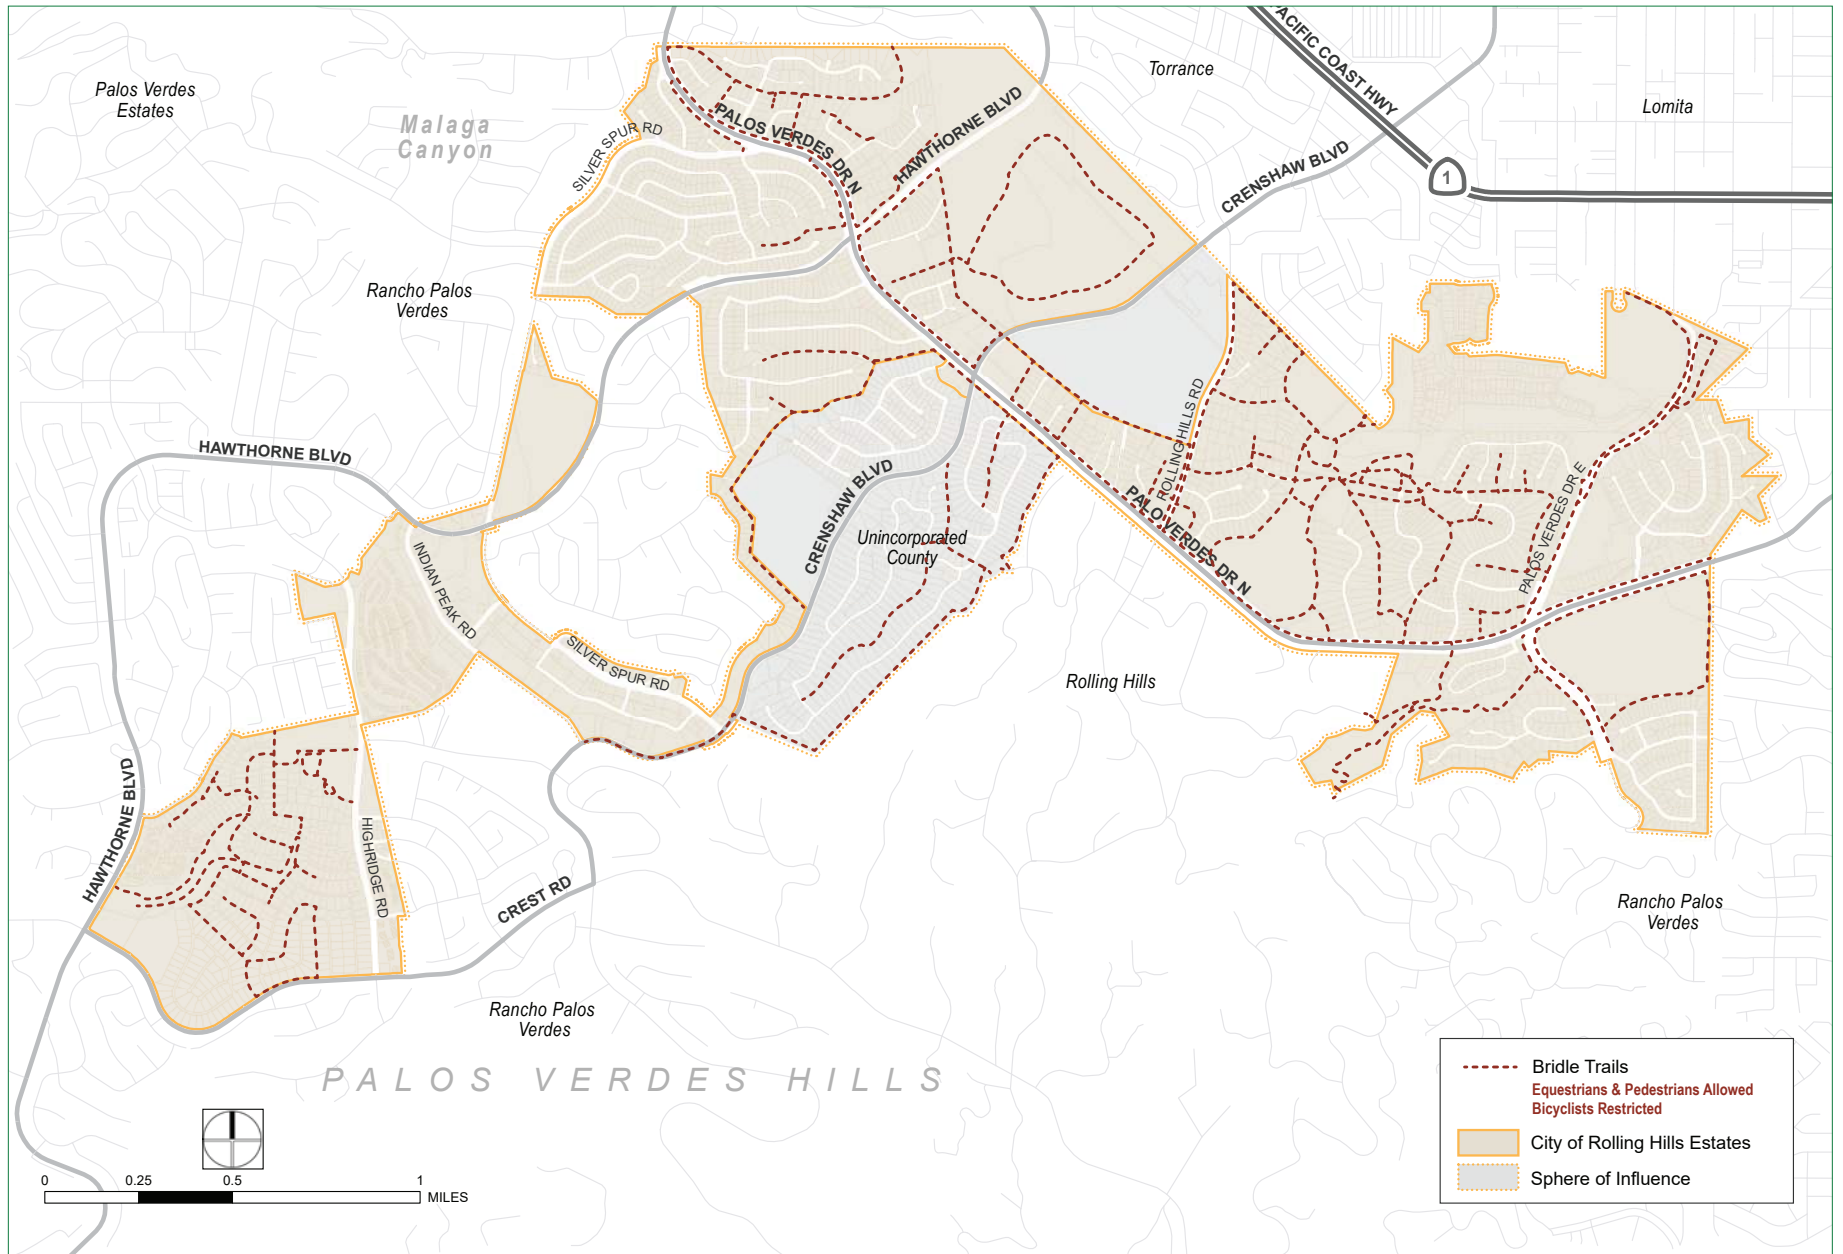 Palos Verdes
Estates
Malaga
Canyon
SILVER SPUR RD
PALOS VERDES DR N
HAWTHORNE BLVD
Torrance
ACIFIC COAST HWY
Lomita
1
CRENSHAW BLVD
Rancho Palos
Verdes
HAWTHORNE BLVD
ROLLING HILLS RD
PALO VERDES DR N
PALOS VERDES DR E
CRENSHAW BLVD
Unincorporated
County
INDIAN PEAK RD
SILVER SPUR RD
Rolling Hills
HAWTHORNE BLVD
HIGHRIDGE RD
CREST RD
Rancho Palos
Verdes
Rancho Palos
Verdes
PALOS VERDES HILLS
0 0.25 0.5 1
MILES
Bridle Trails
Equestrians & Pedestrians Allowed
Bicyclists Restricted
City of Rolling Hills Estates
Sphere of Influence